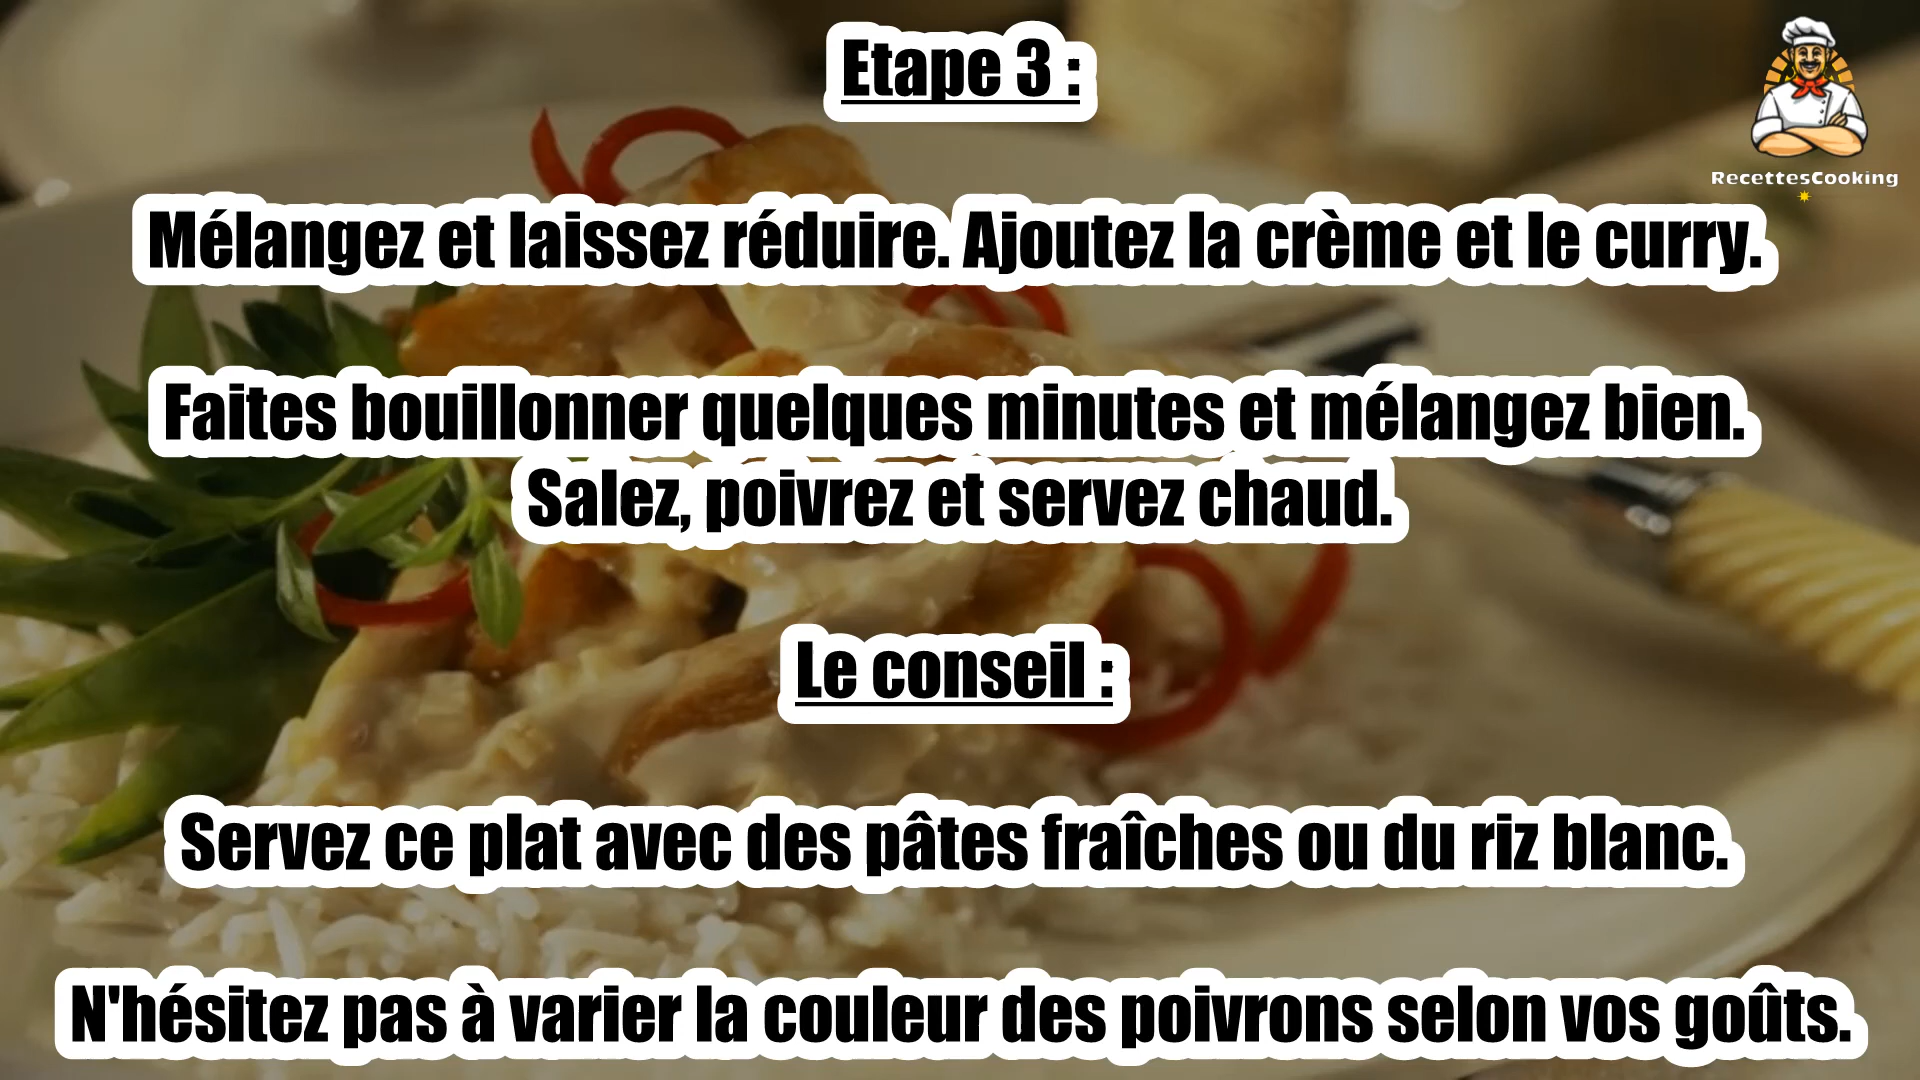 Etape 3 :
RecettesCooking
Mélangez et laissez réduire. Ajoutez la crème et le curry.
Faites bouillonner quelques minutes et mélangez bien.
Salez, poivrez et servez chaud.
Le conseil :
Servez ce plat avec des pâtes fraîches ou du riz blanc.
N'hésitez pas à varier la couleur des poivrons selon vos goûts.